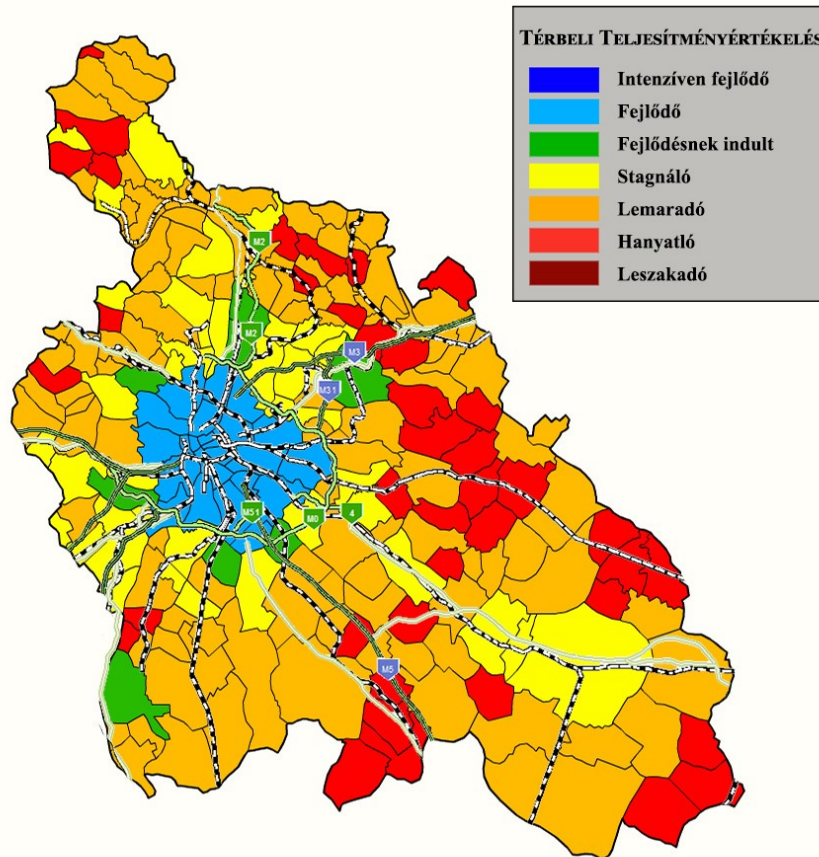 TÉRBELI TELJESÍTMÉNYÉRTÉKELÉS
Intenzíven fejlődő
Fejlődő
Fejlődésnek indult
Stagnáló
Lemaradó
Hanyatló
Leszakadó
M2
M2
M3
M31
M51
M0
4
M5